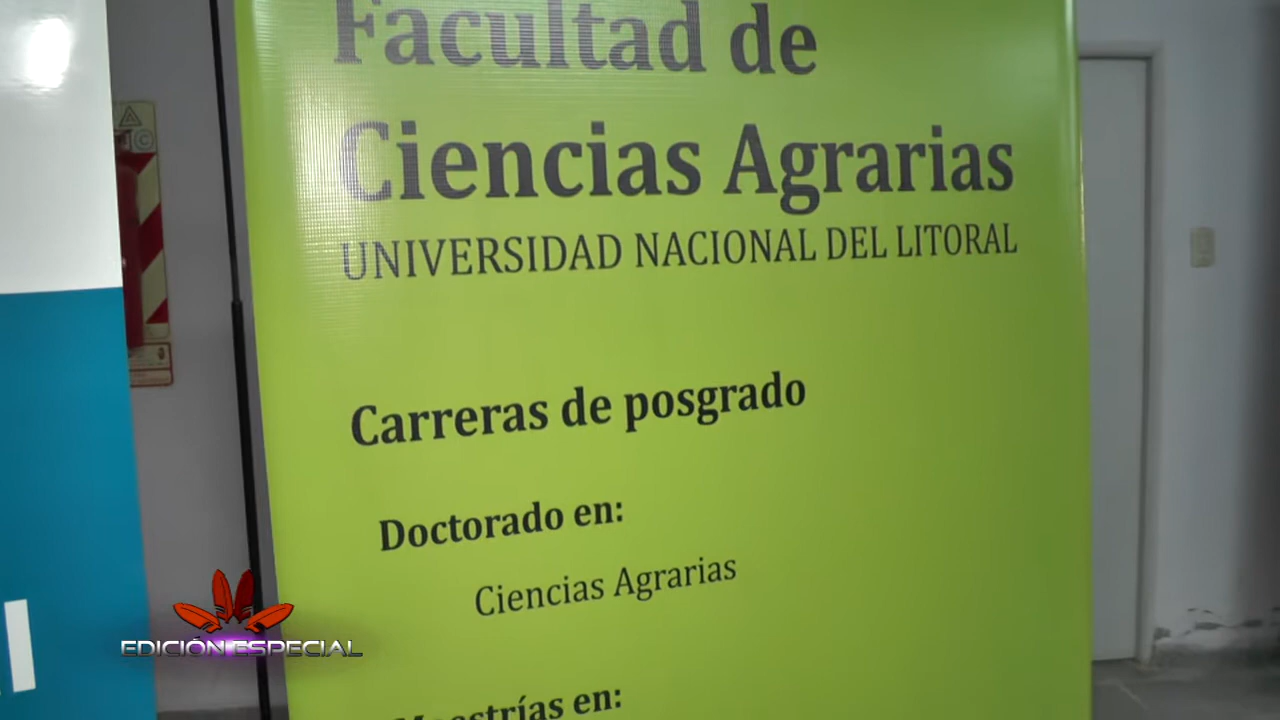 Facultad de
Ciencias Agrarias
UNIVERSIDAD NACIONAL DEL LITORAL
Carreras de posgrado
Doctorado en:
Ciencias Agrarias
Maestrías en:
EDICIÓN ESPECIAL